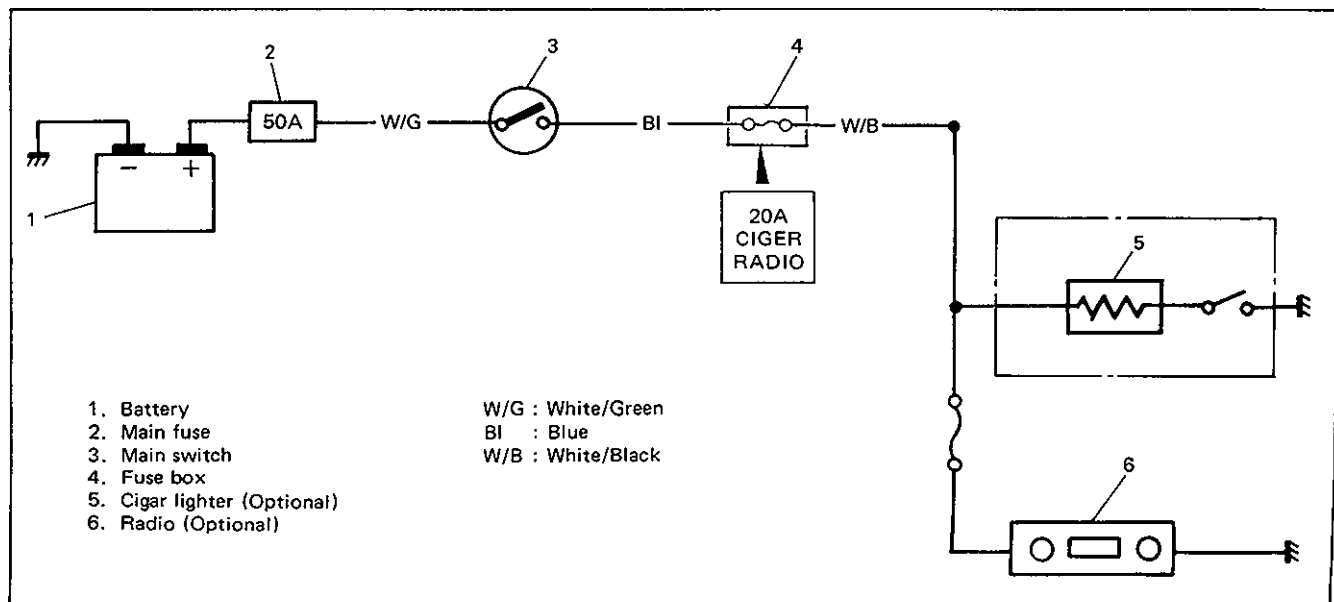 2
3
4
50A
W/G
Bl
W/B
− +
1
20A
CIGER
RADIO
5
1. Battery
2. Main fuse
3. Main switch
4. Fuse box
5. Cigar lighter (Optional)
6. Radio (Optional)
W/G : White/Green
Bl : Blue
W/B : White/Black
6